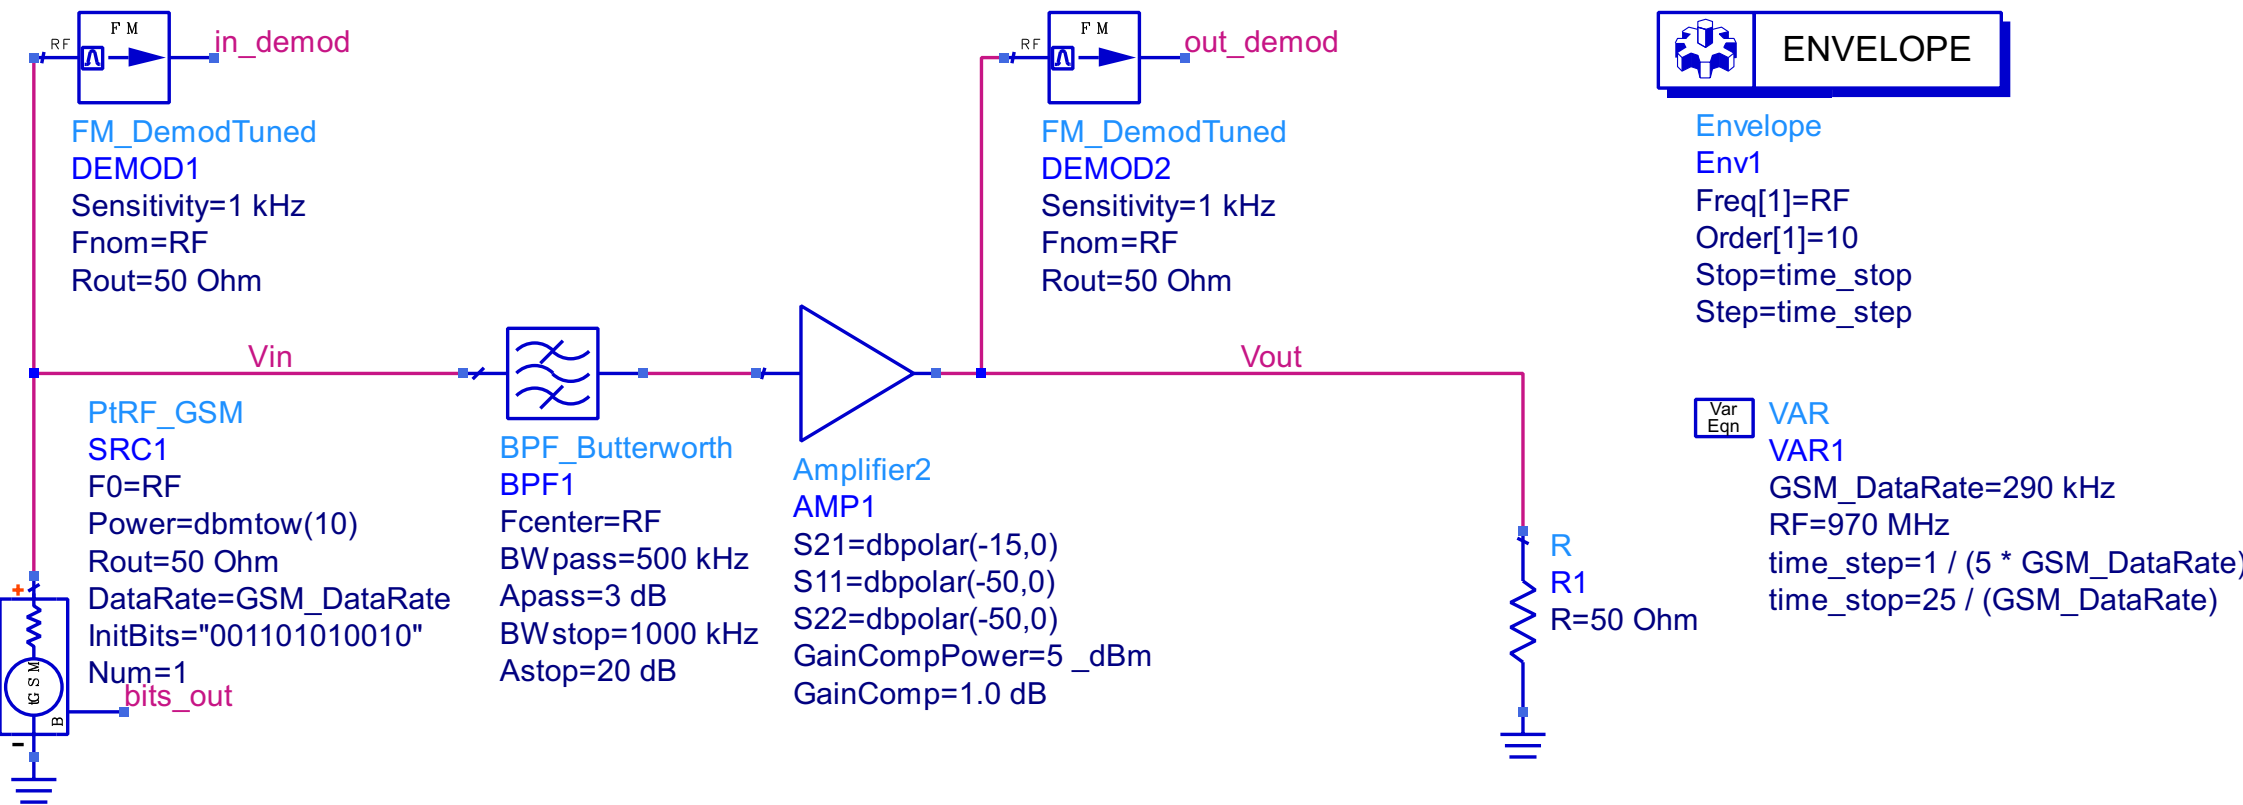 FM
RF
in_demod
FM_DemodTuned
DEMOD1
Sensitivity=1 kHz
Fnom=RF
Rout=50 Ohm
FM
RF
out_demod
FM_DemodTuned
DEMOD2
Sensitivity=1 kHz
Fnom=RF
Rout=50 Ohm
ENVELOPE
Envelope
Env1
Freq[1]=RF
Order[1]=10
Stop=time_stop
Step=time_step
Vin
Vout
PtRF_GSM
SRC1
F0=RF
Power=dbmtow(10)
Rout=50 Ohm
DataRate=GSM_DataRate
InitBits="001101010010"
Num=1
bits_out
+
GSM
B
-
BPF_Butterworth
BPF1
Fcenter=RF
BWpass=500 kHz
Apass=3 dB
BWstop=1000 kHz
Astop=20 dB
Amplifier2
AMP1
S21=dbpolar(-15,0)
S11=dbpolar(-50,0)
S22=dbpolar(-50,0)
GainCompPower=5 _dBm
GainComp=1.0 dB
R
R1
R=50 Ohm
Var
Eqn
VAR
VAR1
GSM_DataRate=290 kHz
RF=970 MHz
time_step=1 / (5 * GSM_DataRate)
time_stop=25 / (GSM_DataRate)